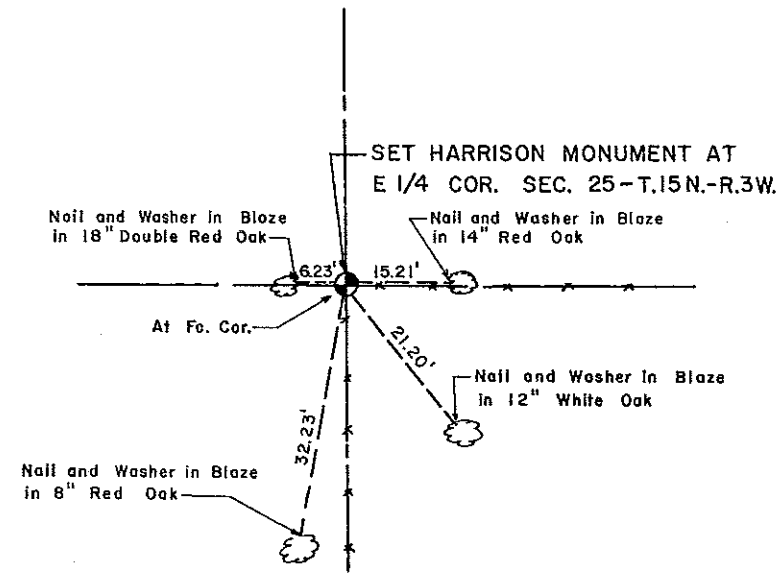 SET HARRISON MONUMENT AT
E 1/4 COR. SEC. 25-T.15N.-R.3W.
Nail and Washer in Blaze
in 18" Double Red Oak
Nail and Washer in Blaze
in 14" Red Oak
6.23'
15.21'
At Fc. Cor.
21.20'
Nail and Washer in Blaze
in 12" White Oak
32.23'
Nail and Washer in Blaze
in 8" Red Oak